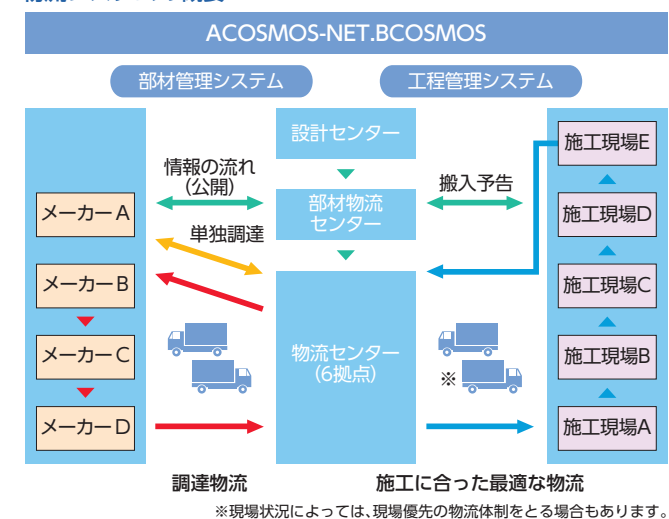 ACOSMOS-NET.BCOSMOS
部材管理システム
工程管理システム
設計センター
施工現場E
情報の流れ
(公開)
搬入予告
メーカーA
部材物流
センター
施工現場D
単独調達
メーカーB
施工現場C
メーカーC
物流センター
(6拠点)
※
施工現場B
メーカーD
施工現場A
調達物流
施工に合った最適な物流
※現場状況によっては、現場優先の物流体制をとる場合もあります。